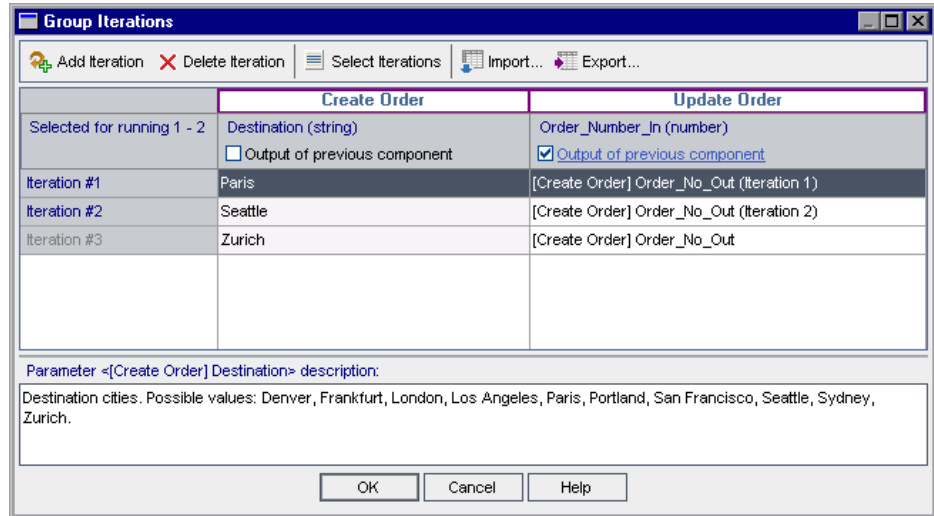 Group Iterations
Add Iteration Delete Iteration Select Iterations Import... Export...
Create Order Update Order
Selected for running 1 - 2 Destination (string) Order_Number_In (number)
Output of previous component Output of previous component
Iteration #1 Paris [Create Order] Order_No_Out (Iteration 1)
Iteration #2 Seattle [Create Order] Order_No_Out (Iteration 2)
Iteration #3 Zurich [Create Order] Order_No_Out
Parameter <[Create Order] Destination> description:
Destination cities. Possible values: Denver, Frankfurt, London, Los Angeles, Paris, Portland, San Francisco, Seattle, Sydney,
Zurich.
OK Cancel Help